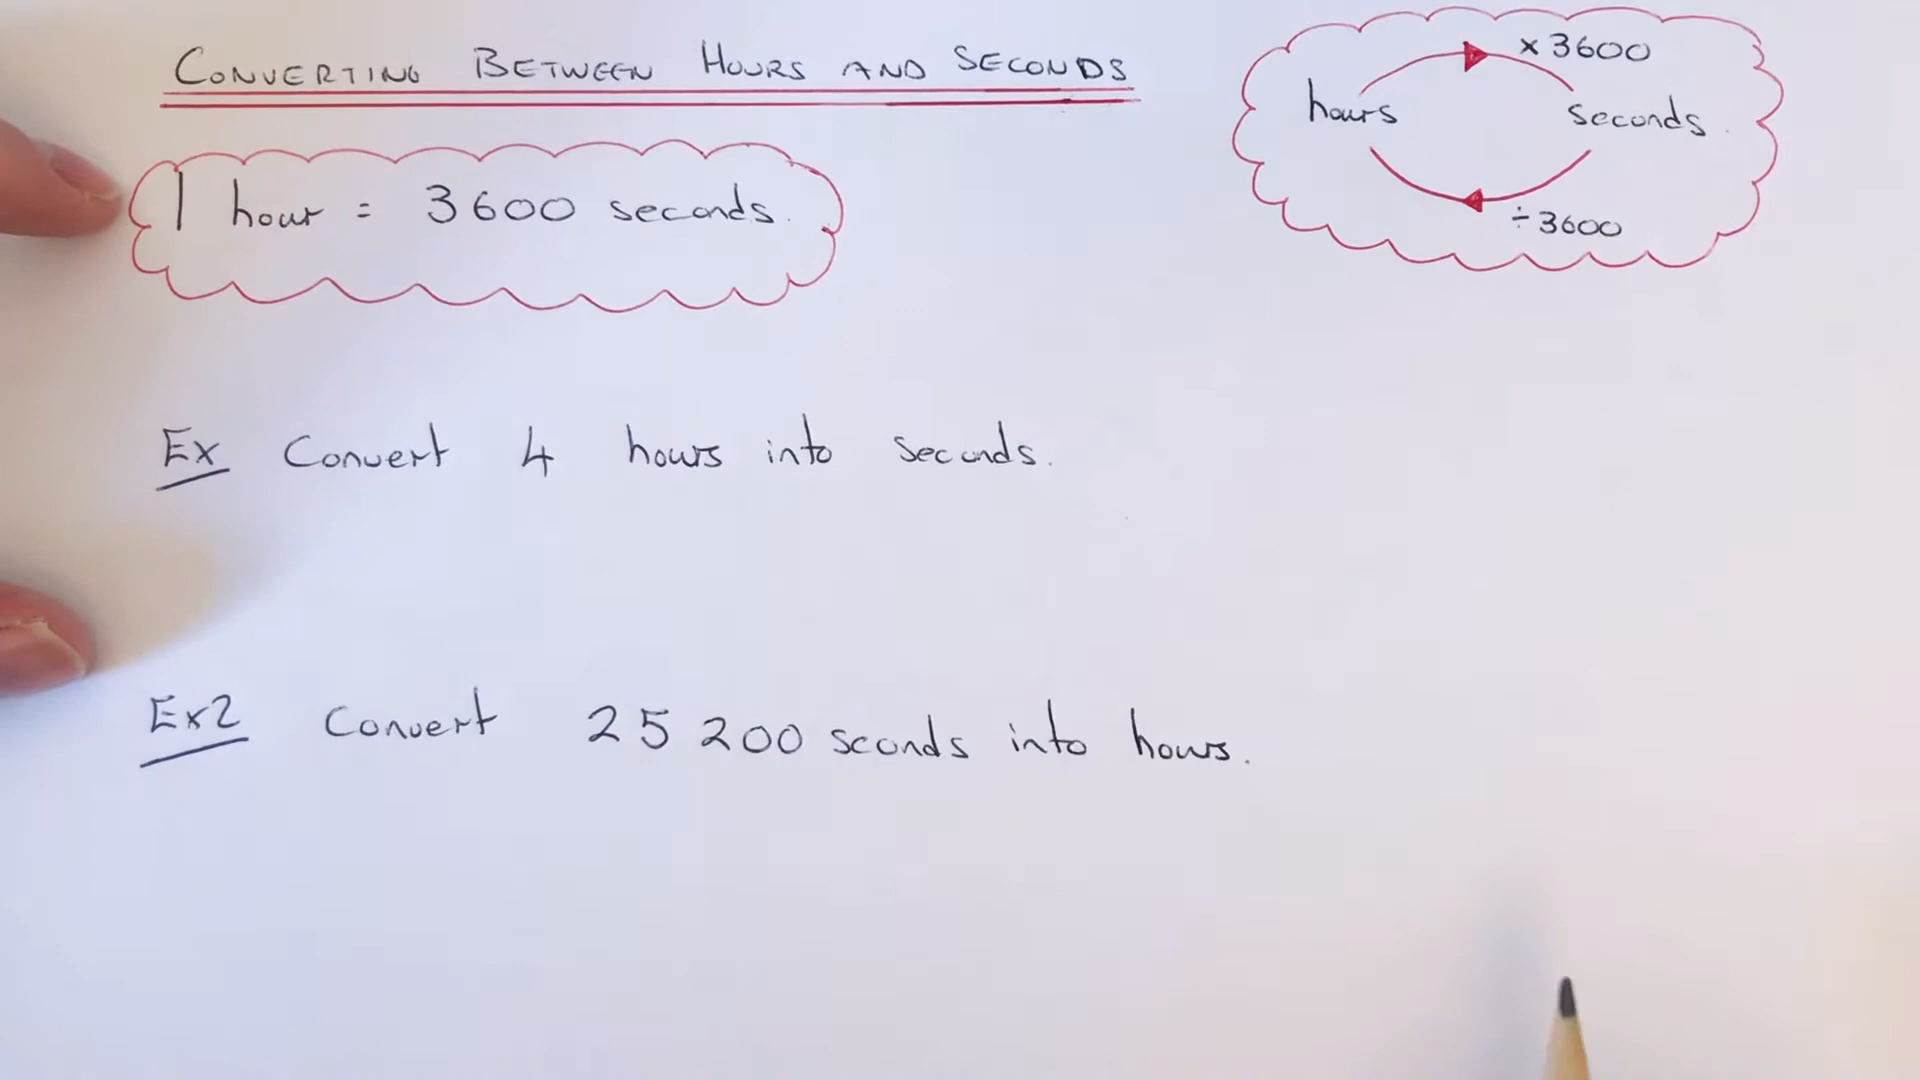 CONVERTING BETWEEN HOURS AND SECONDS
1 hour = 3600 seconds.
× 3600
hours seconds.
÷ 3600
Ex Convert 4 hours into seconds.
Ex2 Convert 25 200 sconds into hours.